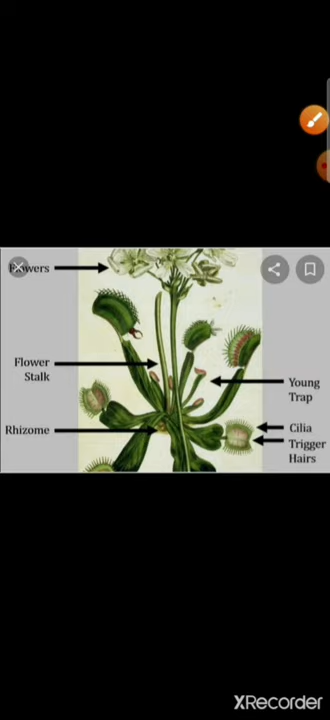 Flowers
Flower
Stalk
Young
Trap
Rhizome
Cilia
Trigger
Hairs
XRecorder